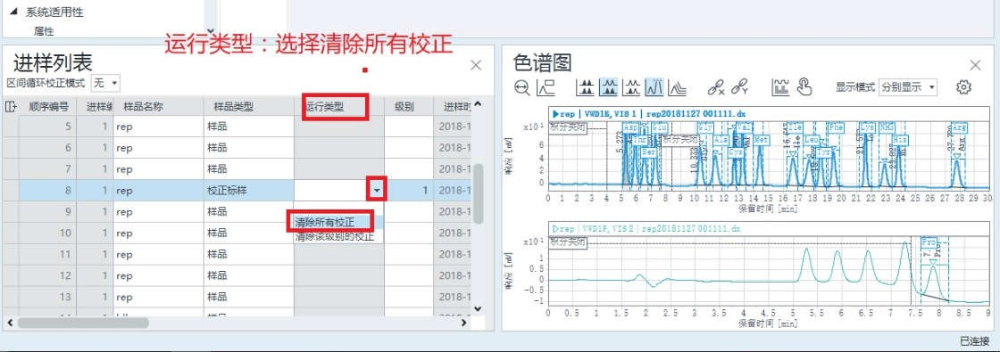 系统适用性
属性
运行类型：选择清除所有校正
进样列表
区间循环校正模式 无
顺序编号 进样 样品名称 样品类型 运行类型 级别 进样时
5 1 rep 样品 2018-1
6 1 rep 样品 2018-1
7 1 rep 样品 2018-1
8 1 rep 校正标样 1 2018-1
9 1 rep 样品 2018-1
10 1 rep 样品 2018-1
清除所有校正
清除该级别的校正
11 1 rep 样品 2018-1
12 1 rep 样品 2018-1
13 1 rep 样品 2018-1
色谱图
显示模式 分别显示
rep | VWD1E, VIS 1 | rep20181127 001111.dx
积分关闭
积分关闭
Asp Glu Gly Ile Phe Lys NH3 Arg
Thr Ser Ala Cys Val Met Leu Tyr His
5.273 10.333
响应 [mV]
x10¹
6
4
2
0
0 1 2 3 4 5 6 7 8 9 10 11 12 13 14 15 16 17 18 19 20 21 22 23 24 25 26 27 28 29 30
保留时间 [min]
rep | VWD1F, VIS 2 | rep20181127 001111.dx
积分关闭
Pro
Pro
响应 [mV]
x10¹
1
0.5
0
-0.5
-1
0 0.5 1 1.5 2 2.5 3 3.5 4 4.5 5 5.5 6 6.5 7 7.5 8 8.5 9
保留时间 [min]
已连接